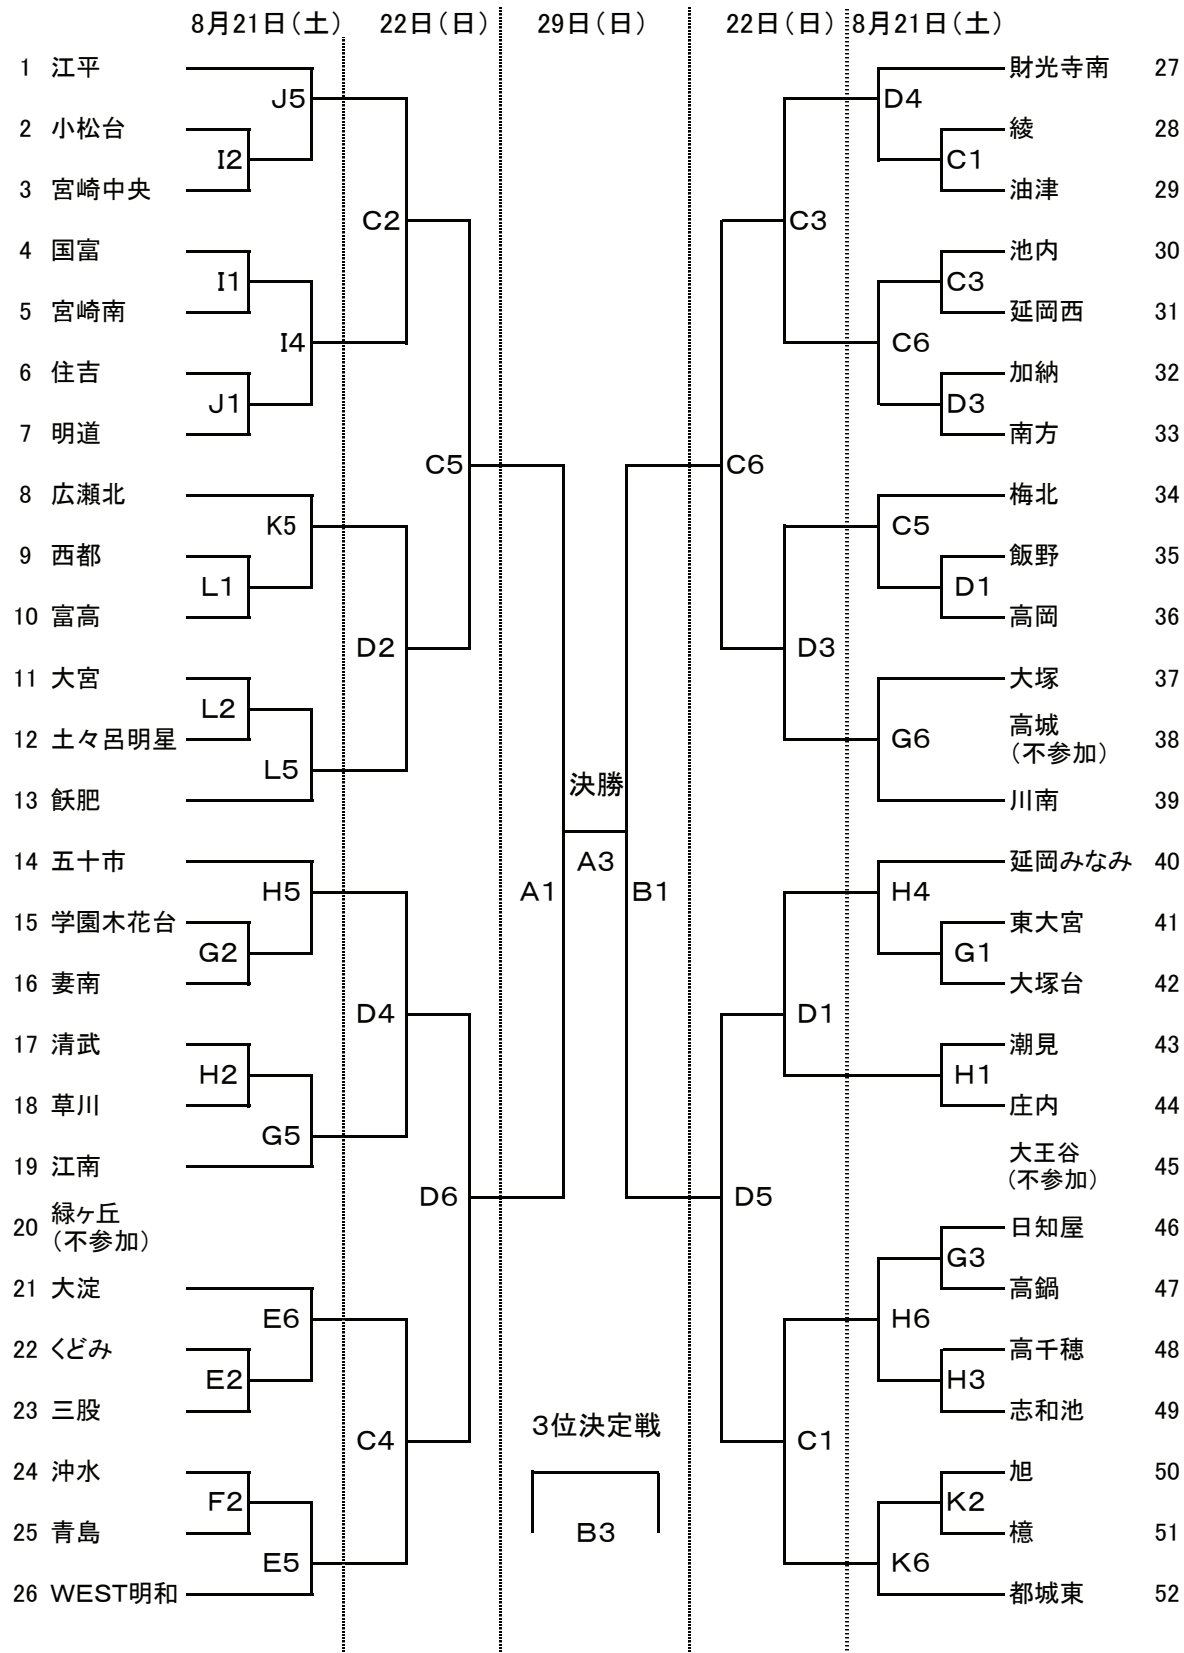 8月21日(土) 22日(日) 29日(日) 22日(日) 8月21日(土)
1 江平
2 小松台
3 宮崎中央
4 国富
5 宮崎南
6 住吉
7 明道
8 広瀬北
9 西都
10 富高
11 大宮
12 土々呂明星
13 飫肥
14 五十市
15 学園木花台
16 妻南
17 清武
18 草川
19 江南
20 緑ヶ丘
(不参加)
21 大淀
22 くどみ
23 三股
24 沖水
25 青島
26 WEST明和
J5
I2
I1
I4
J1
K5
L1
L2
L5
H5
G2
H2
G5
E6
E2
F2
E5
C2
D2
D4
C4
C5
D6
A1
決勝
A3
B1
3位決定戦
B3
C6
D5
C3
D3
D1
C1
D4
C1
C3
C6
D3
C5
D1
G6
H4
G1
H1
G3
H6
H3
K2
K6
財光寺南 27
綾 28
油津 29
池内 30
延岡西 31
加納 32
南方 33
梅北 34
飯野 35
高岡 36
大塚 37
高城
(不参加) 38
川南 39
延岡みなみ 40
東大宮 41
大塚台 42
潮見 43
庄内 44
大王谷
(不参加) 45
日知屋 46
高鍋 47
高千穂 48
志和池 49
旭 50
檍 51
都城東 52